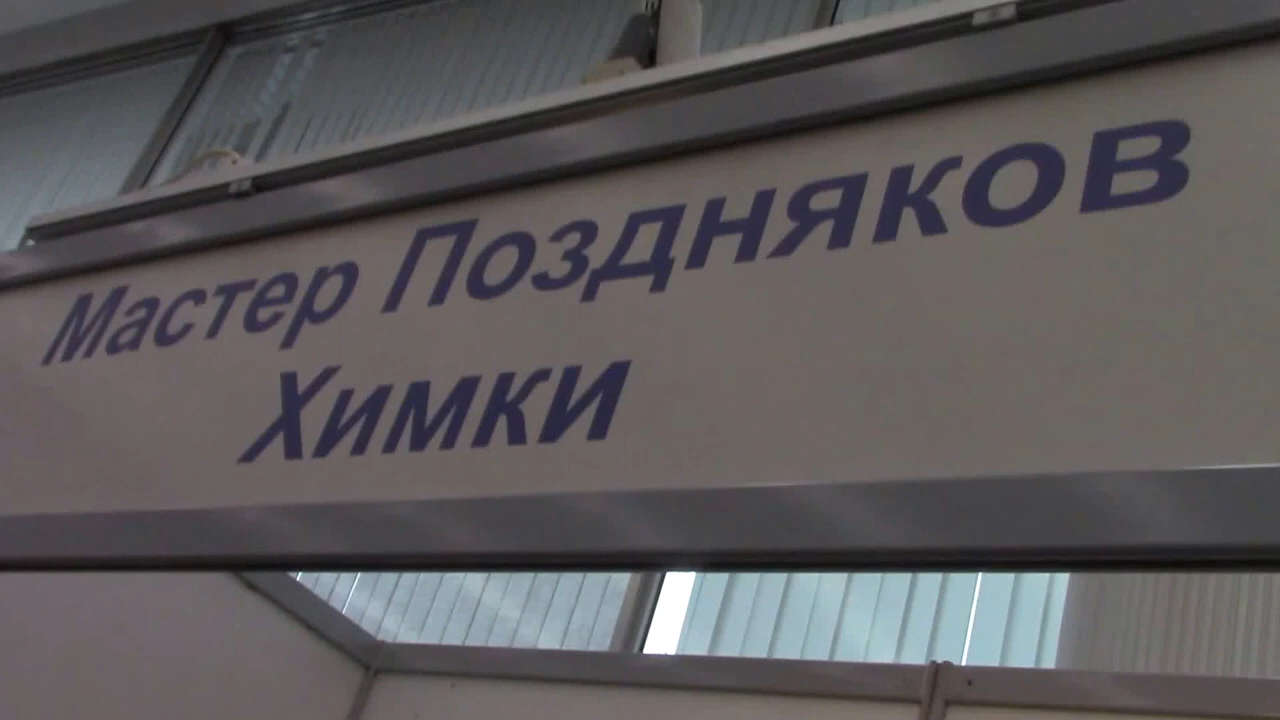 Мастер Поздняков
Химки